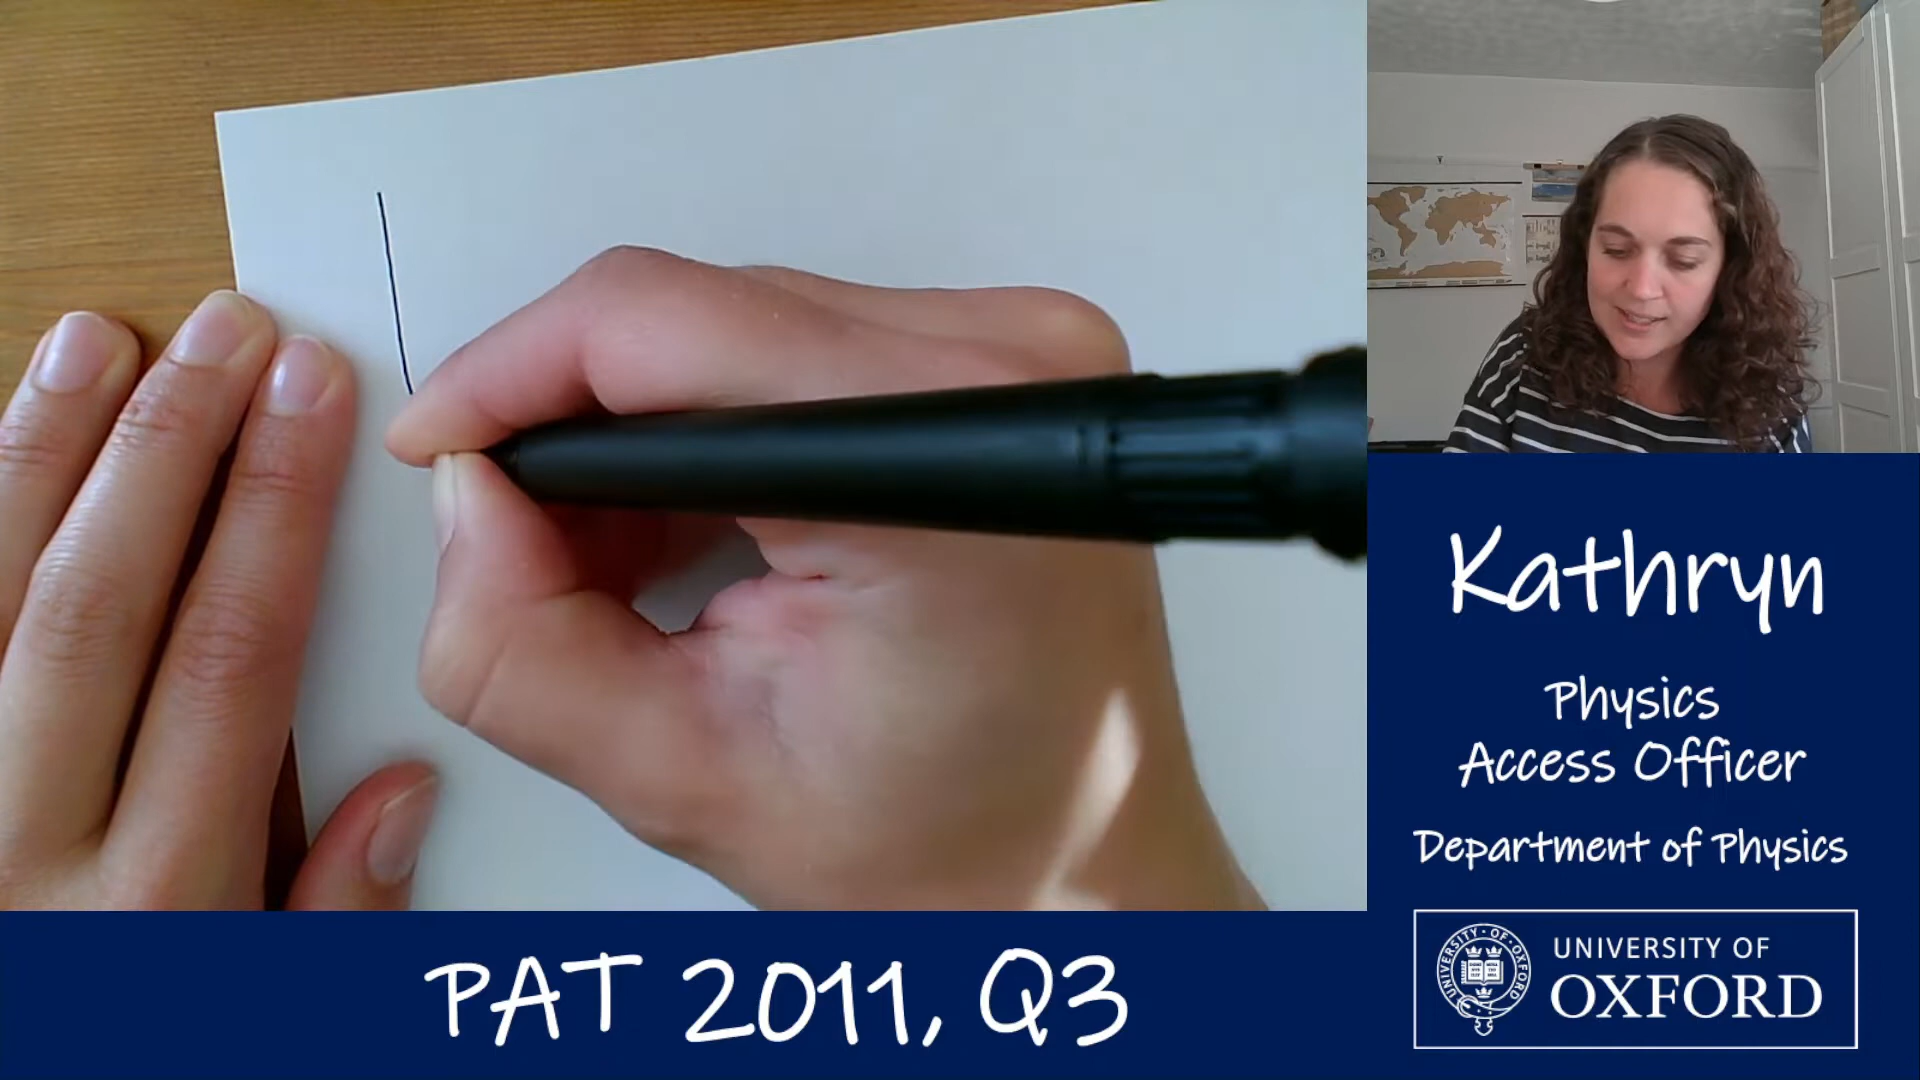 Kathryn
Physics
Access Officer
Department of Physics
UNIVERSITY OF
OXFORD
PAT 2011, Q3